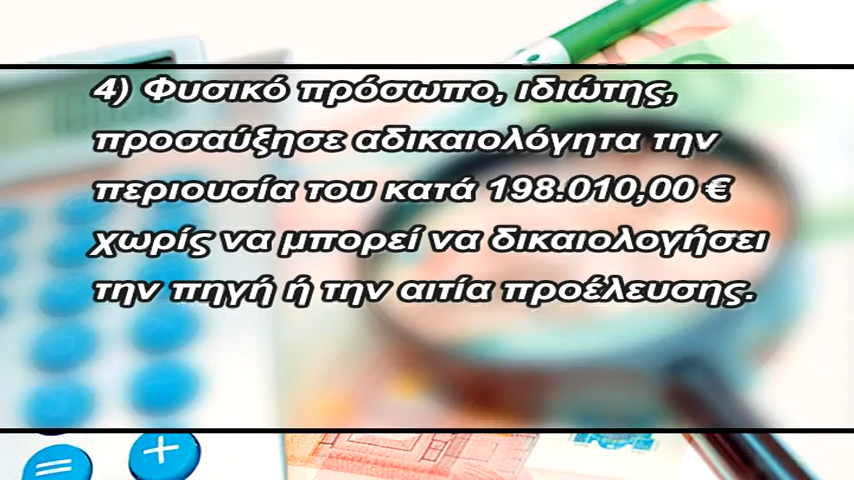 4) Φυσικό πρόσωπο, ιδιώτης,
προσαύξησε αδικαιολόγητα την
περιουσία του κατά 198.010,00 €
χωρίς να μπορεί να δικαιολογήσει
την πηγή ή την αιτία προέλευσης.